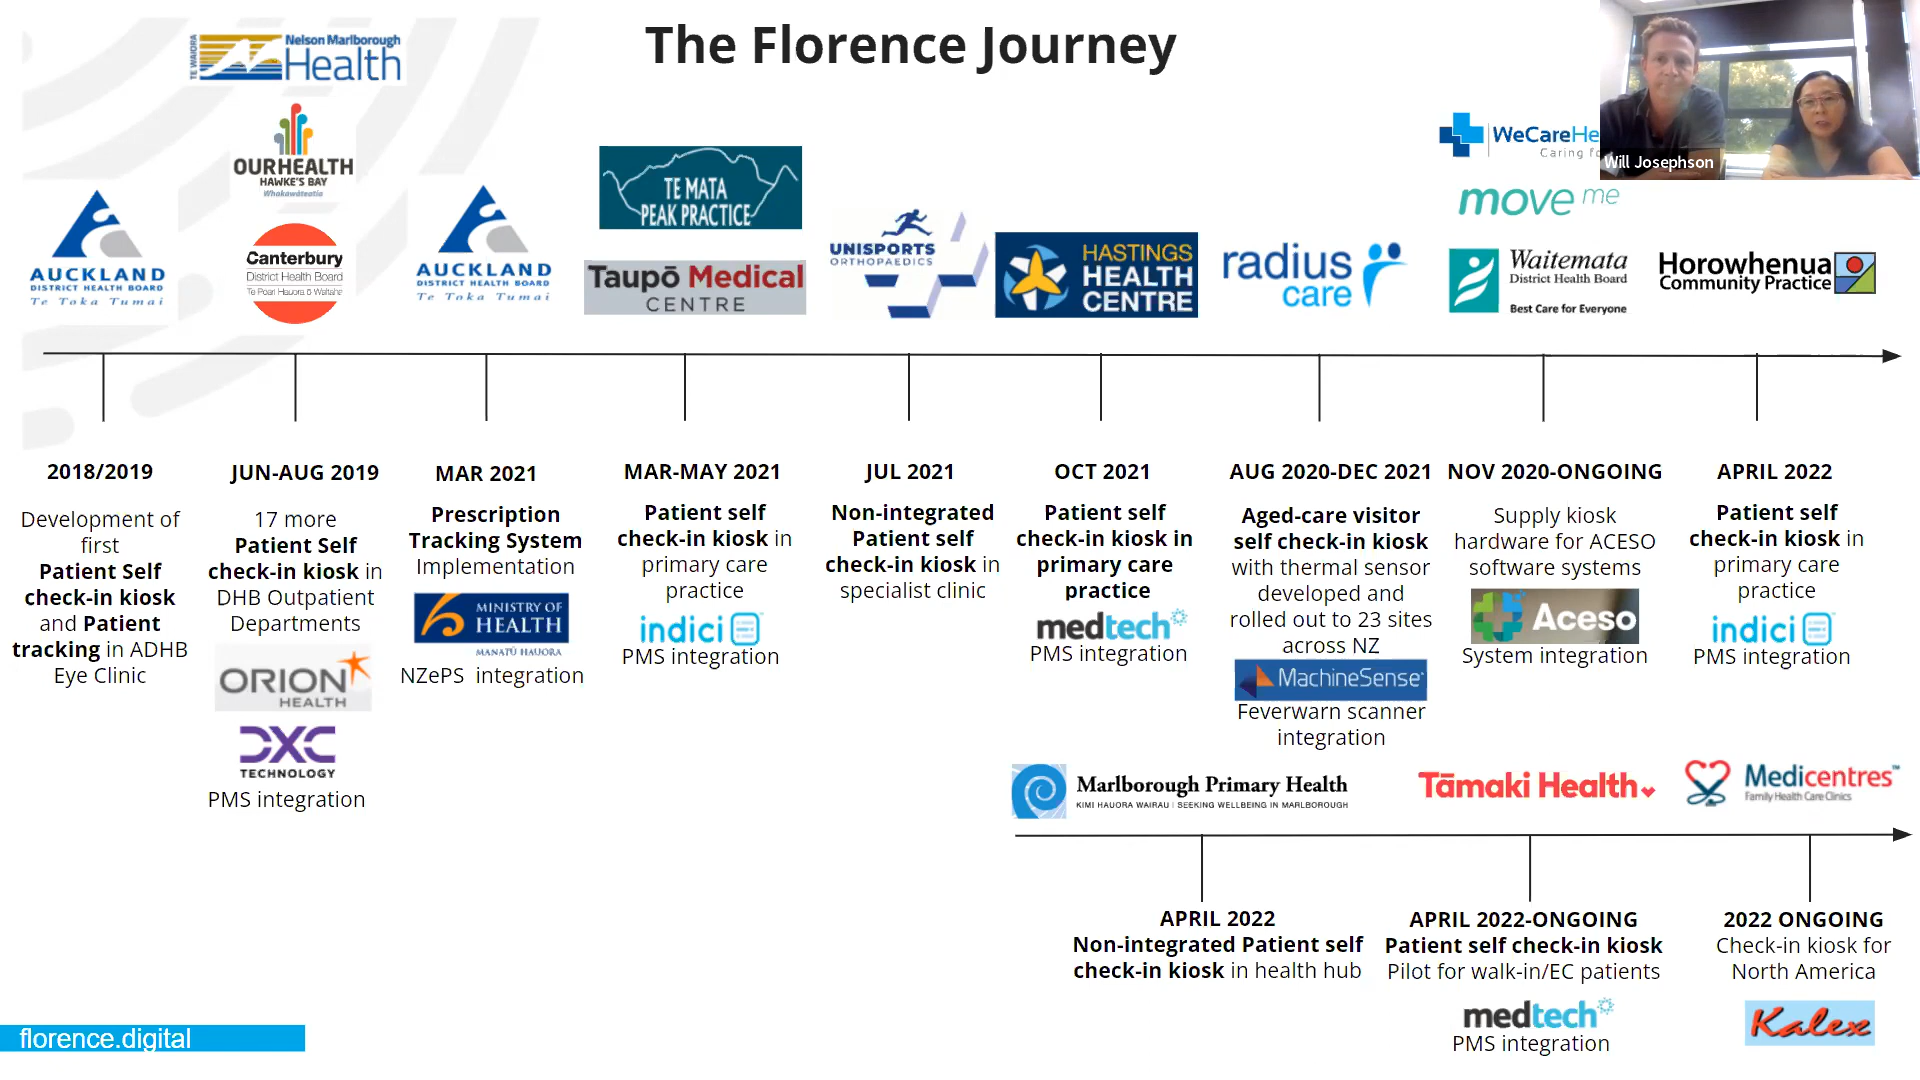 The Florence Journey
TE WAIORA
Nelson Marlborough
Health
OURHEALTH
HAWKE'S BAY
Whakawāteatia
AUCKLAND
DISTRICT HEALTH BOARD
Te Toka Tumai
Canterbury
District Health Board
Te Poari Hauora ō Waitaha
AUCKLAND
DISTRICT HEALTH BOARD
Te Toka Tumai
TE MATA
PEAK PRACTICE
Taupō Medical
CENTRE
UNISPORTS
ORTHOPAEDICS
HASTINGS
HEALTH
CENTRE
radius
care
WeCareHe
Caring fo
Will Josephson
move me
Waitemata
District Health Board
Best Care for Everyone
Horowhenua
Community Practice
2018/2019
Development of
first
Patient Self
check-in kiosk
and Patient
tracking in ADHB
Eye Clinic
JUN-AUG 2019
17 more
Patient Self
check-in kiosk in
DHB Outpatient
Departments
ORION
HEALTH
DXC
TECHNOLOGY
PMS integration
MAR 2021
Prescription
Tracking System
Implementation
MINISTRY OF
HEALTH
MANATŪ HAUORA
NZePS integration
MAR-MAY 2021
Patient self
check-in kiosk in
primary care
practice
indici
PMS integration
JUL 2021
Non-integrated
Patient self
check-in kiosk in
specialist clinic
OCT 2021
Patient self
check-in kiosk in
primary care
practice
medtech
PMS integration
AUG 2020-DEC 2021
Aged-care visitor
self check-in kiosk
with thermal sensor
developed and
rolled out to 23 sites
across NZ
MachineSense
Feverwarn scanner
integration
NOV 2020-ONGOING
Supply kiosk
hardware for ACESO
software systems
Aceso
System integration
APRIL 2022
Patient self
check-in kiosk in
primary care
practice
indici
PMS integration
Marlborough Primary Health
KIMI HAUORA WAIRAU | SEEKING WELLBEING IN MARLBOROUGH
Tāmaki Health
Medicentres™
Family Health Care Clinics
APRIL 2022
Non-integrated Patient self
check-in kiosk in health hub
APRIL 2022-ONGOING
Patient self check-in kiosk
Pilot for walk-in/EC patients
medtech
PMS integration
2022 ONGOING
Check-in kiosk for
North America
Kalex
florence.digital